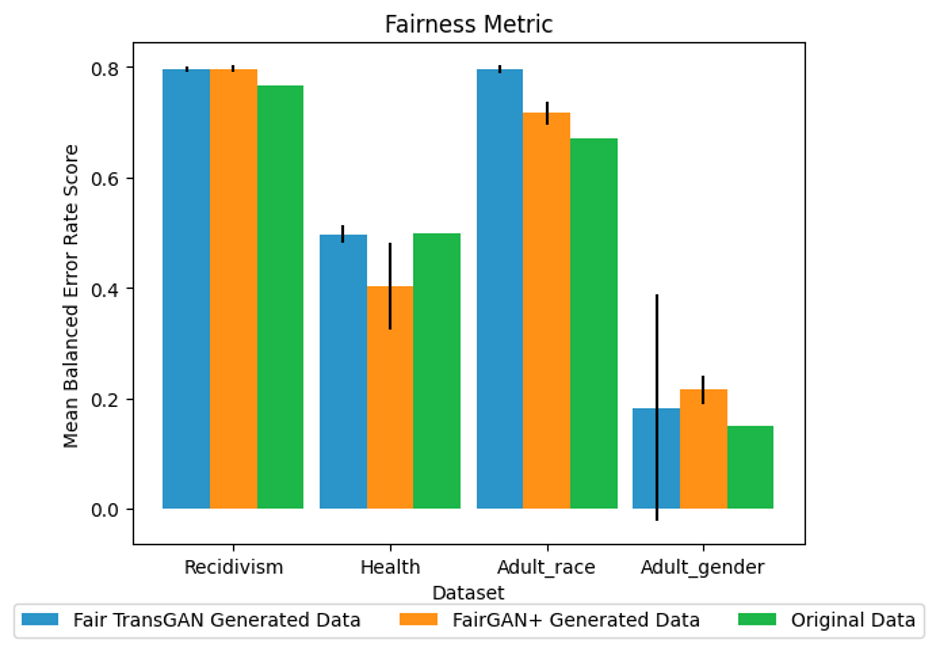 Fairness Metric
Mean Balanced Error Rate Score
0.8
0.6
0.4
0.2
0.0
Recidivism Health Adult_race Adult_gender
Dataset
Fair TransGAN Generated Data FairGAN+ Generated Data Original Data